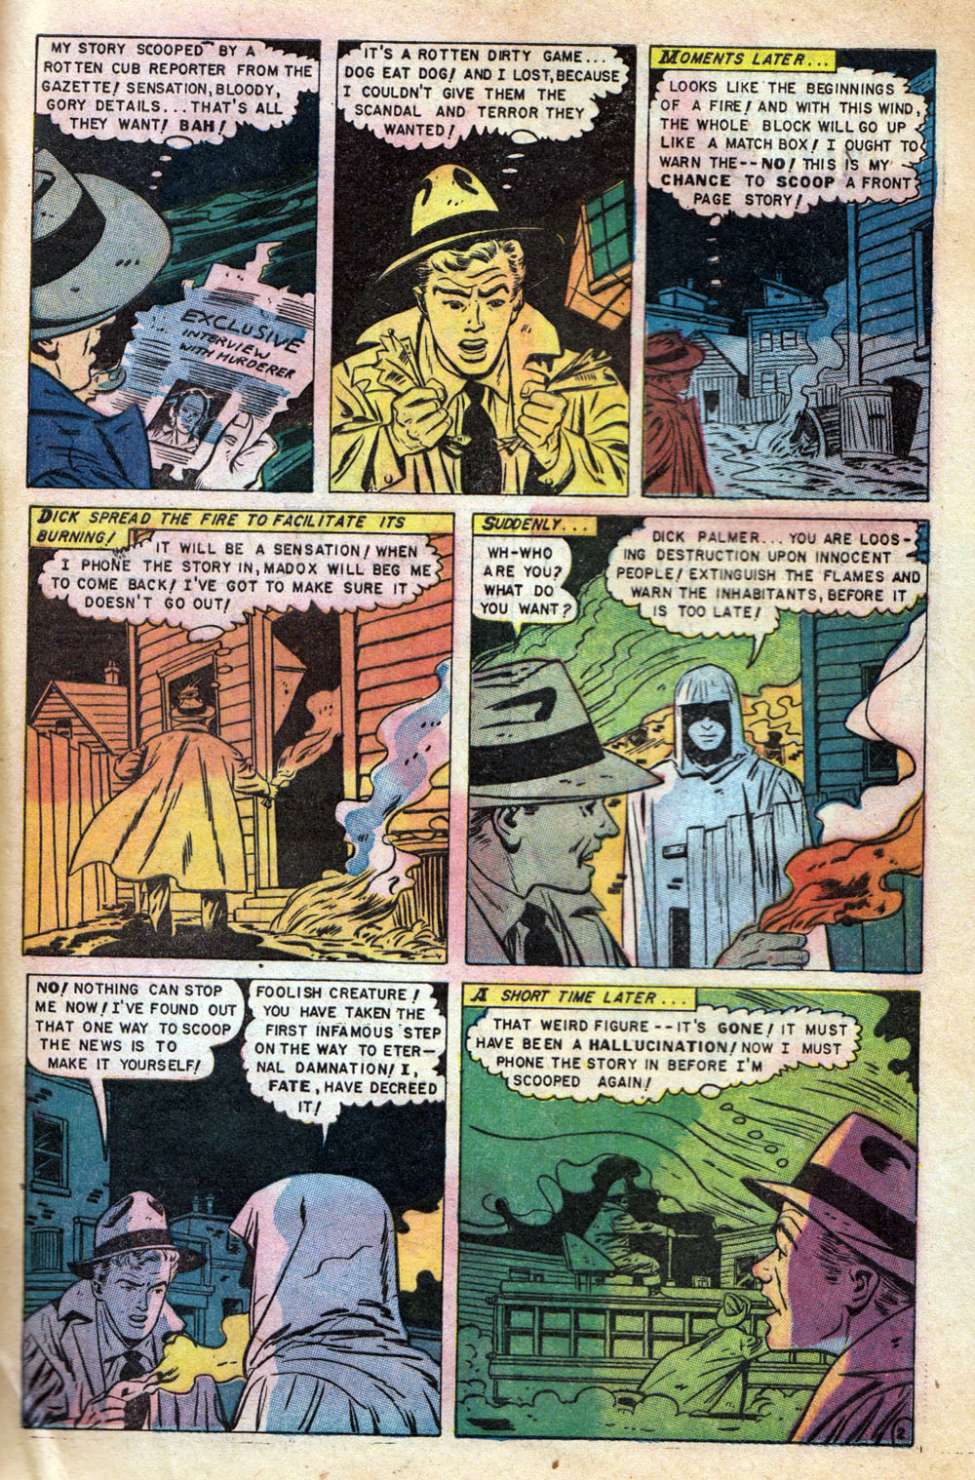 MY STORY SCOOPED BY A
ROTTEN CUB REPORTER FROM THE
GAZETTE! SENSATION, BLOODY,
GORY DETAILS... THAT'S ALL
THEY WANT! BAH!
EXCLUSIVE
INTERVIEW
WITH MURDERER
IT'S A ROTTEN DIRTY GAME...
DOG EAT DOG! AND I LOST, BECAUSE
I COULDN'T GIVE THEM THE
SCANDAL AND TERROR THEY
WANTED!
MOMENTS LATER...
LOOKS LIKE THE BEGINNINGS
OF A FIRE! AND WITH THIS WIND,
THE WHOLE BLOCK WILL GO UP
LIKE A MATCH BOX! I OUGHT TO
WARN THE--NO! THIS IS MY
CHANCE TO SCOOP A FRONT
PAGE STORY!
DICK SPREAD THE FIRE TO FACILITATE ITS
BURNING!
IT WILL BE A SENSATION! WHEN
I PHONE THE STORY IN, MADOX WILL BEG ME
TO COME BACK! I'VE GOT TO MAKE SURE IT
DOESN'T GO OUT!
SUDDENLY...
WH-WHO
ARE YOU?
WHAT DO
YOU WANT?
DICK PALMER... YOU ARE LOOS-
ING DESTRUCTION UPON INNOCENT
PEOPLE! EXTINGUISH THE FLAMES AND
WARN THE INHABITANTS, BEFORE IT
IS TOO LATE!
NO! NOTHING CAN STOP
ME NOW! I'VE FOUND OUT
THAT ONE WAY TO SCOOP
THE NEWS IS TO
MAKE IT YOURSELF!
FOOLISH CREATURE!
YOU HAVE TAKEN THE
FIRST INFAMOUS STEP
ON THE WAY TO ETER-
NAL DAMNATION! I,
FATE, HAVE DECREED
IT!
A SHORT TIME LATER...
THAT WEIRD FIGURE -- IT'S GONE! IT MUST
HAVE BEEN A HALLUCINATION! NOW I MUST
PHONE THE STORY IN BEFORE I'M
SCOOPED AGAIN!
2